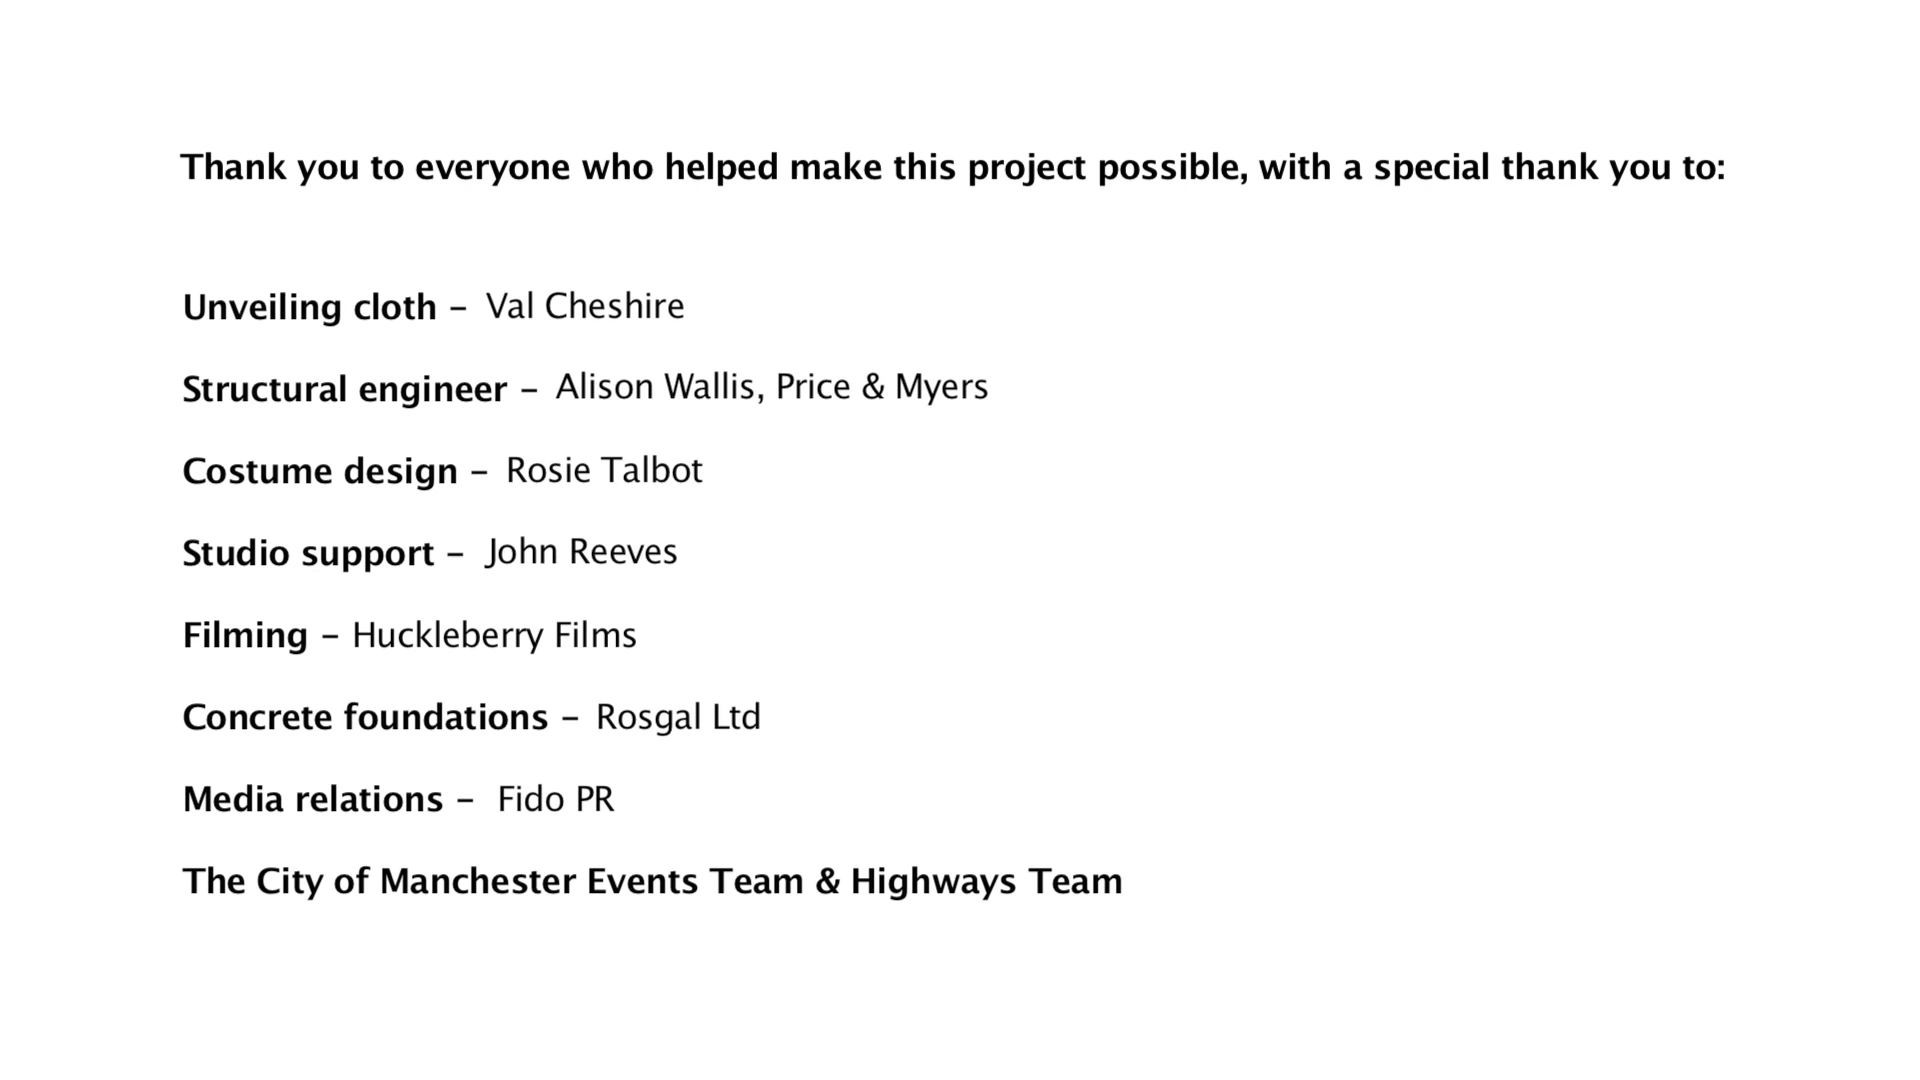 Thank you to everyone who helped make this project possible, with a special thank you to:
Unveiling cloth – Val Cheshire
Structural engineer – Alison Wallis, Price & Myers
Costume design – Rosie Talbot
Studio support – John Reeves
Filming – Huckleberry Films
Concrete foundations – Rosgal Ltd
Media relations – Fido PR
The City of Manchester Events Team & Highways Team